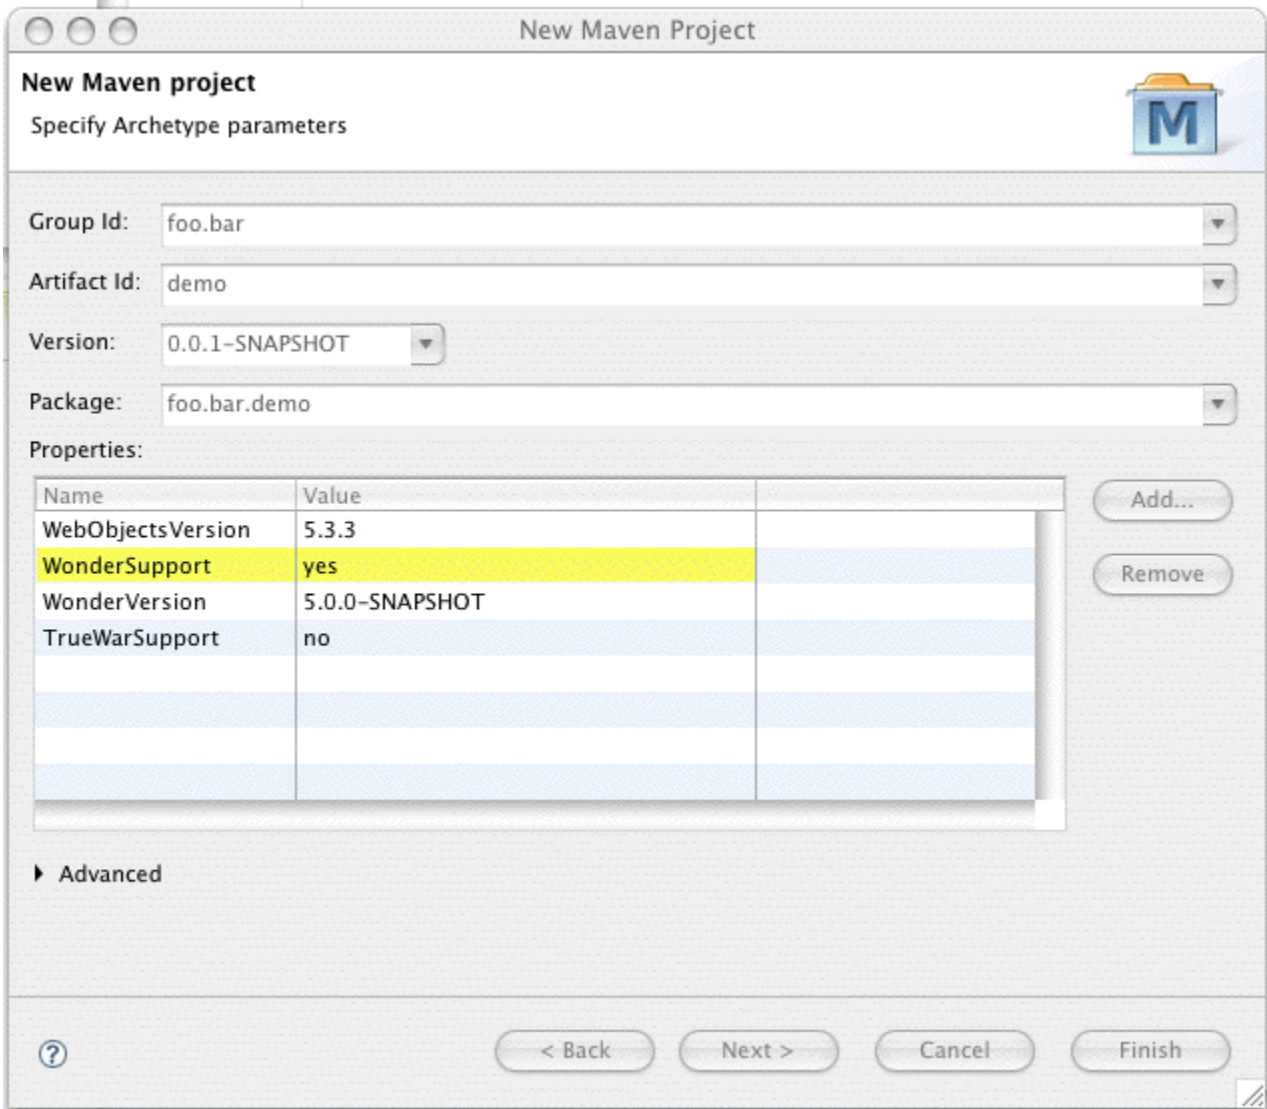 New Maven Project
New Maven project
Specify Archetype parameters
M
Group Id: foo.bar
Artifact Id: demo
Version: 0.0.1-SNAPSHOT
Package: foo.bar.demo
Properties:
Name Value
WebObjectsVersion 5.3.3
WonderSupport yes
WonderVersion 5.0.0-SNAPSHOT
TrueWarSupport no
Add...
Remove
Advanced
? < Back Next > Cancel Finish